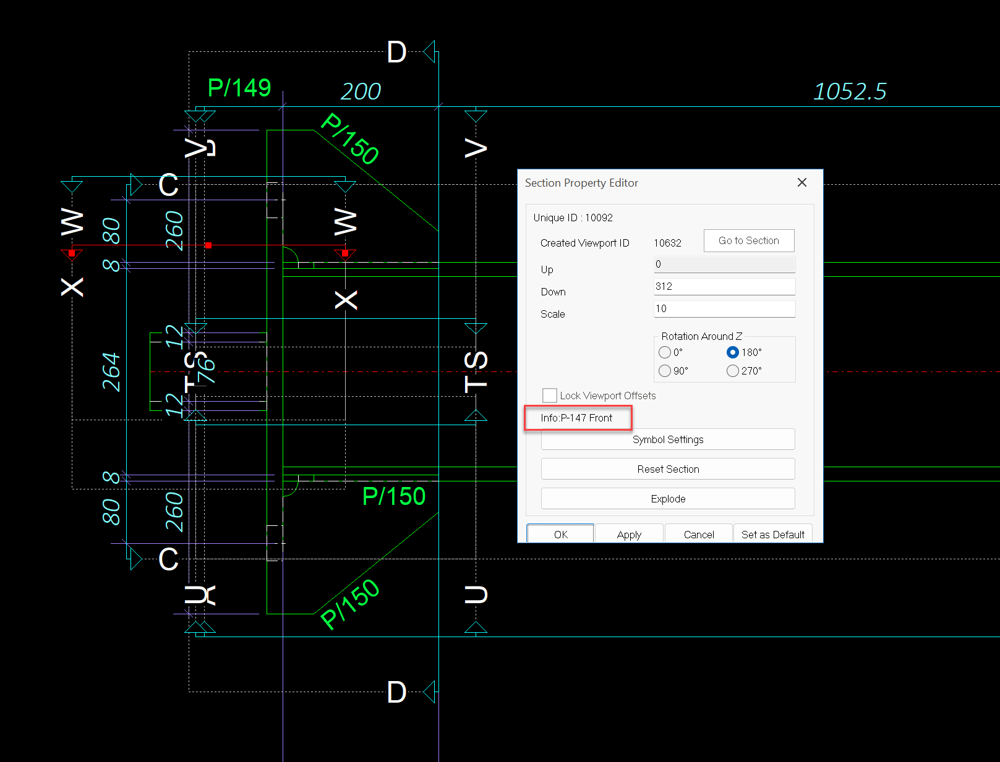 D
P/149
200
1052.5
P/150
V
V
C
W
W
80
260
8
X
X
12
264
S
76
S
T
T
12
8
80
260
P/150
C
P/150
U
A
U
D
Section Property Editor
Unique ID : 10092
Created Viewport ID 10632 Go to Section
Up 0
Down 312
Scale 10
Rotation Around Z
0° 180°
90° 270°
Lock Viewport Offsets
Info:P-147 Front
Symbol Settings
Reset Section
Explode
OK Apply Cancel Set as Default